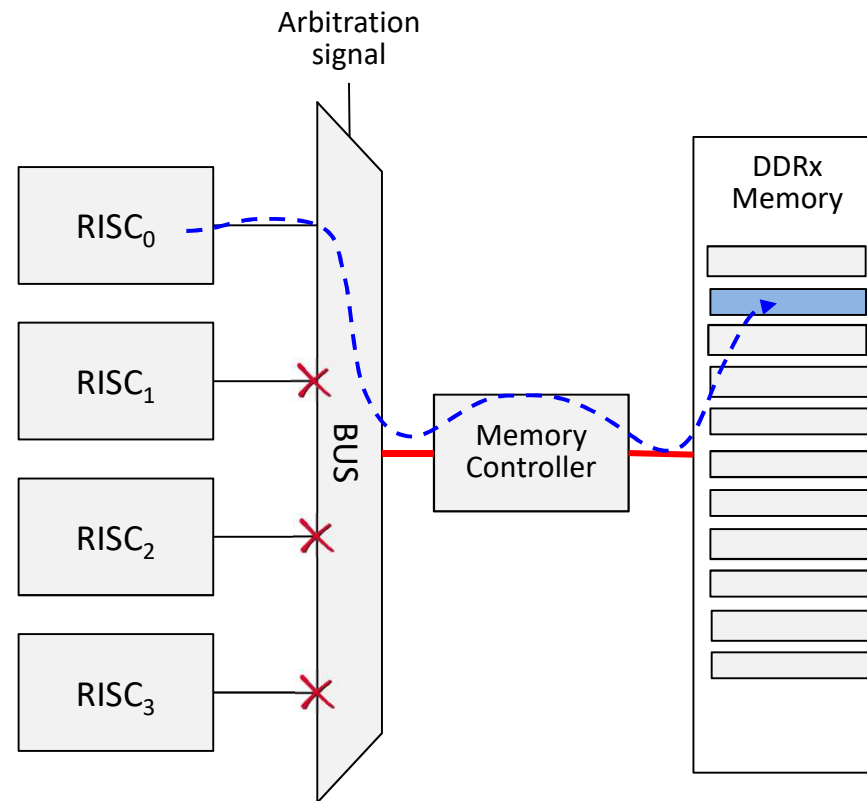 Arbitration
signal
DDRx
Memory
RISC₀
RISC₁
BUS
Memory
Controller
RISC₂
RISC₃